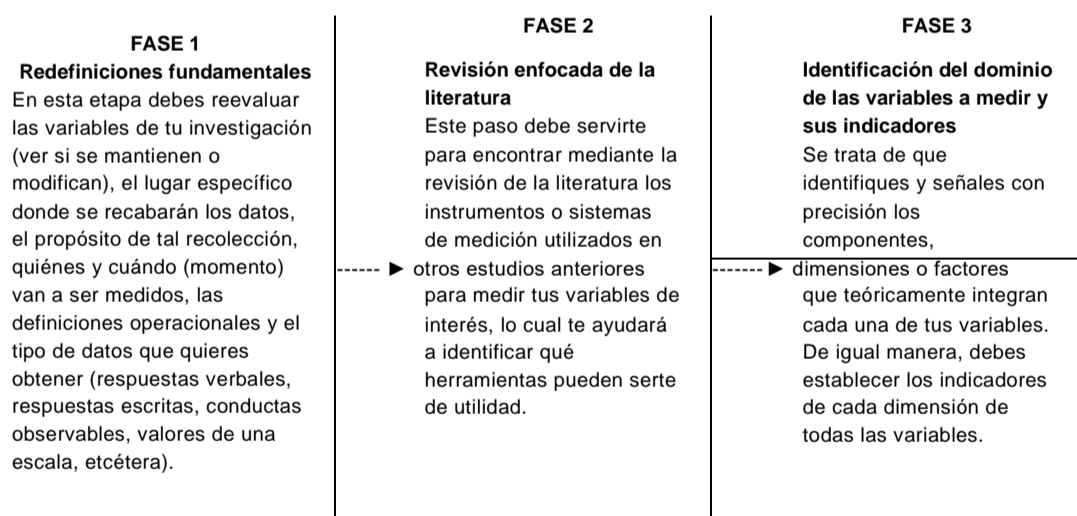 FASE 1
Redefiniciones fundamentales
En esta etapa debes reevaluar
las variables de tu investigación
(ver si se mantienen o
modifican), el lugar específico
donde se recabarán los datos,
el propósito de tal recolección,
quiénes y cuándo (momento)
van a ser medidos, las
definiciones operacionales y el
tipo de datos que quieres
obtener (respuestas verbales,
respuestas escritas, conductas
observables, valores de una
escala, etcétera).
FASE 2
Revisión enfocada de la
literatura
Este paso debe servirte
para encontrar mediante la
revisión de la literatura los
instrumentos o sistemas
de medición utilizados en
otros estudios anteriores
para medir tus variables de
interés, lo cual te ayudará
a identificar qué
herramientas pueden serte
de utilidad.
FASE 3
Identificación del dominio
de las variables a medir y
sus indicadores
Se trata de que
identifiques y señales con
precisión los
componentes,
dimensiones o factores
que teóricamente integran
cada una de tus variables.
De igual manera, debes
establecer los indicadores
de cada dimensión de
todas las variables.